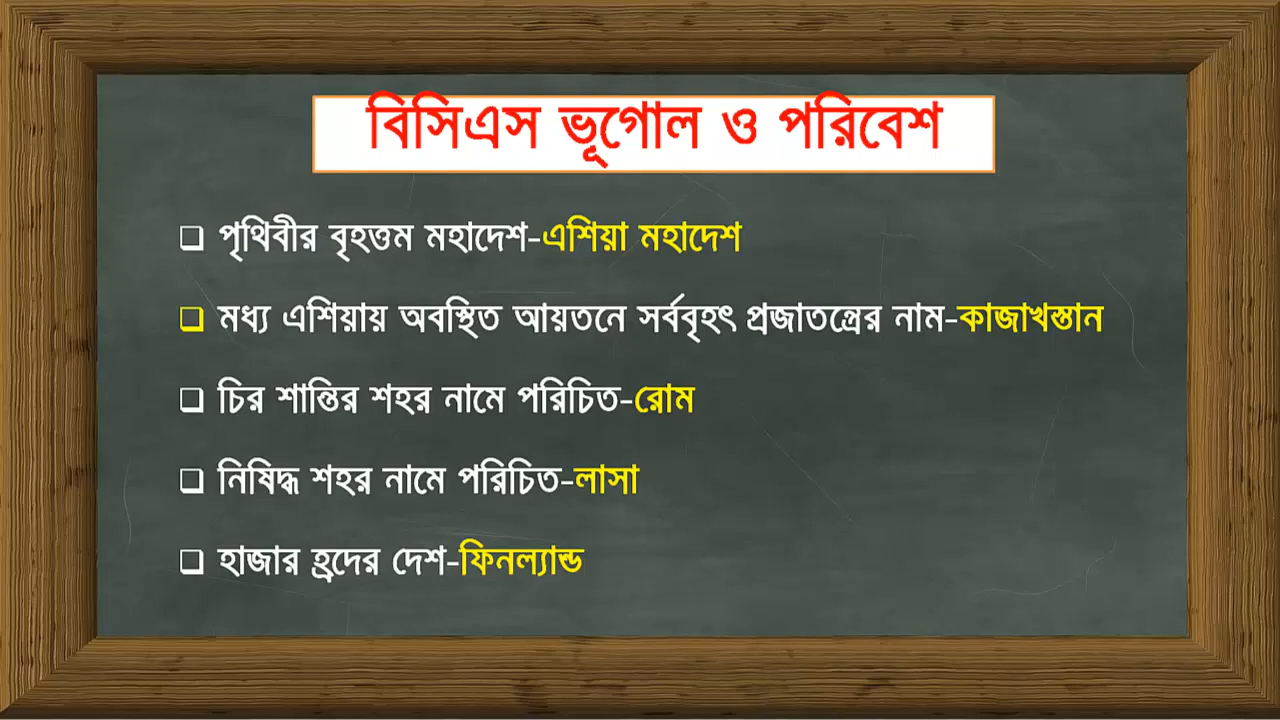 বিসিএস ভূগোল ও পরিবেশ
পৃথিবীর বৃহত্তম মহাদেশ-এশিয়া মহাদেশ
মধ্য এশিয়ায় অবস্থিত আয়তনে সর্ববৃহৎ প্রজাতন্ত্রের নাম-কাজাখস্তান
চির শান্তির শহর নামে পরিচিত-রোম
নিষিদ্ধ শহর নামে পরিচিত-লাসা
হাজার হ্রদের দেশ-ফিনল্যান্ড